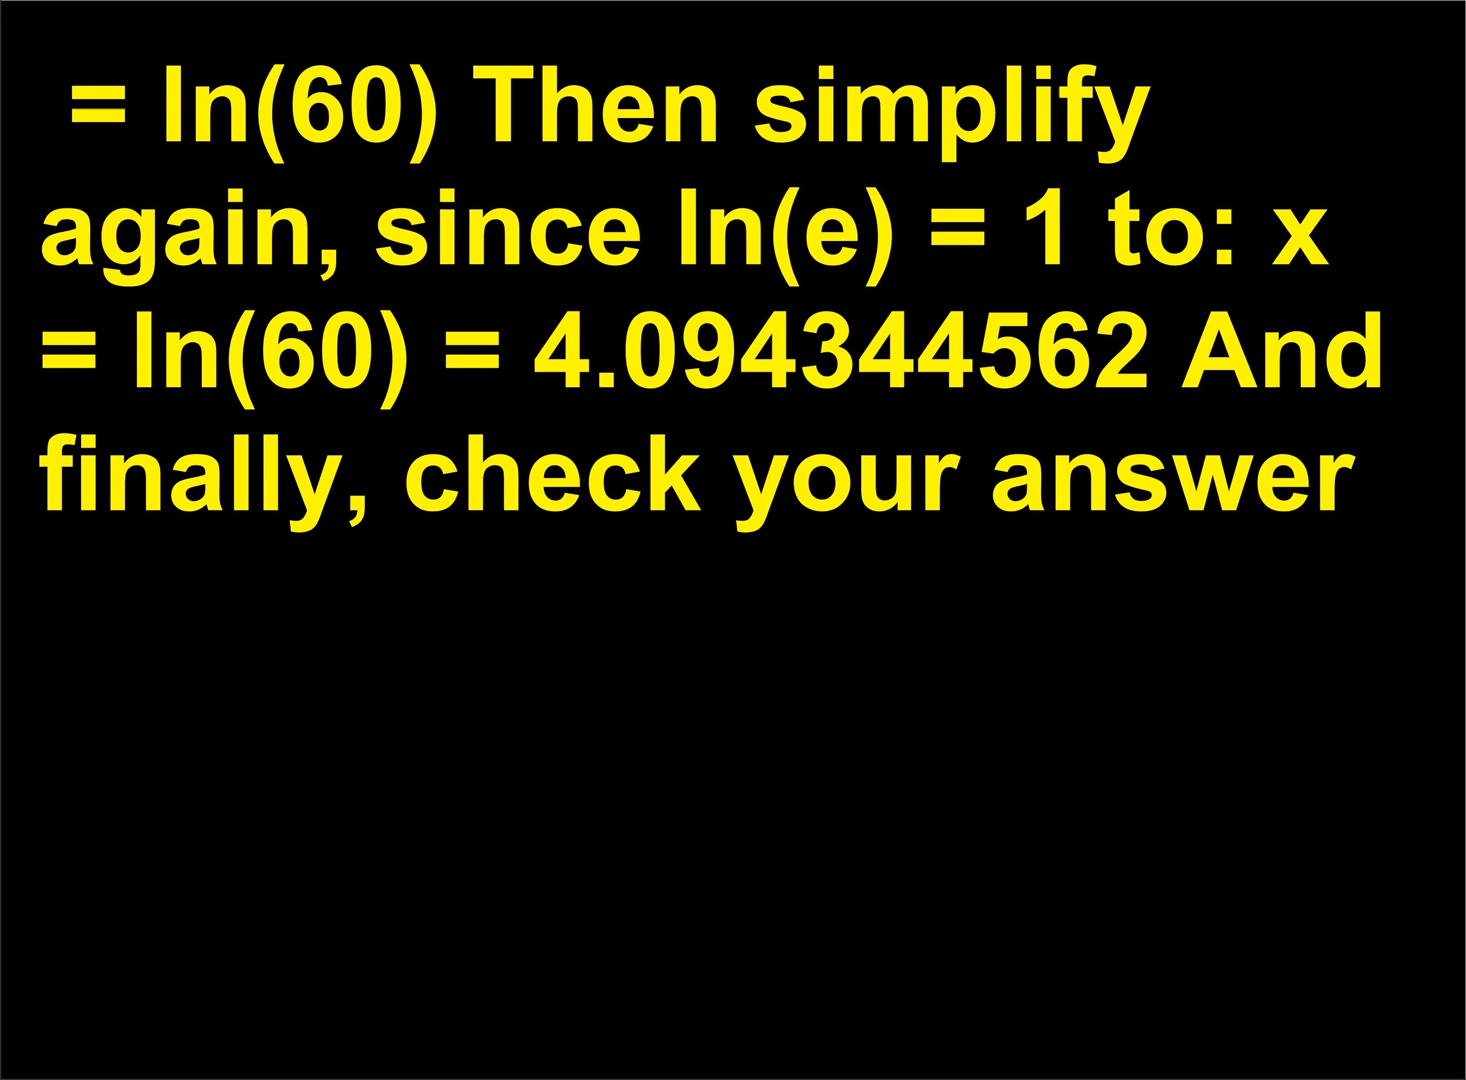 = ln(60) Then simplify
again, since ln(e) = 1 to: x
= ln(60) = 4.094344562 And
finally, check your answer